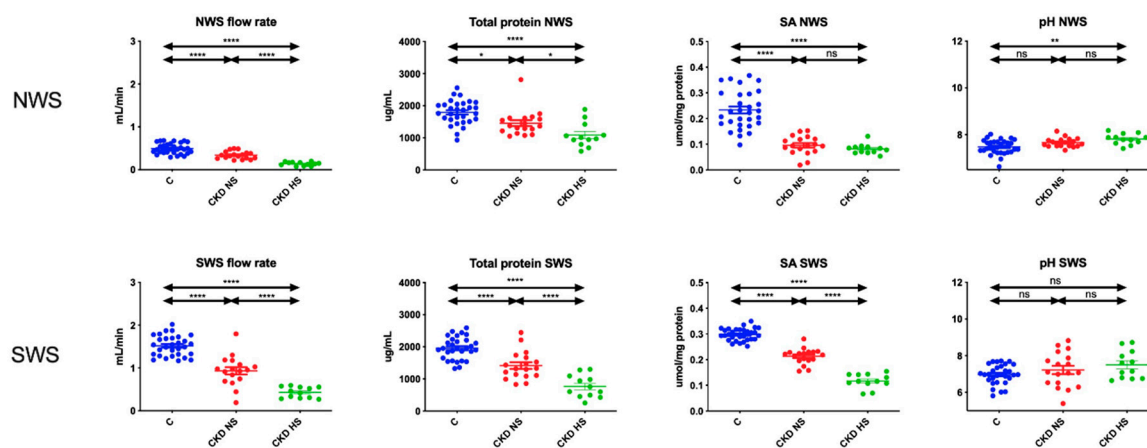 NWS
NWS flow rate
****
**** ****
mL/min
3
2
1
0
C
CKD NS
CKD HS
Total protein NWS
****
* *
ug/mL
4000
3000
2000
1000
0
C
CKD NS
CKD HS
SA NWS
****
**** ns
umol/mg protein
0.5
0.4
0.3
0.2
0.1
0.0
C
CKD NS
CKD HS
pH NWS
**
ns ns
12
10
8
6
C
CKD NS
CKD HS
SWS
SWS flow rate
****
**** ****
mL/min
3
2
1
0
C
CKD NS
CKD HS
Total protein SWS
****
**** ****
ug/mL
4000
3000
2000
1000
0
C
CKD NS
CKD HS
SA SWS
****
**** ****
umol/mg protein
0.5
0.4
0.3
0.2
0.1
0.0
C
CKD NS
CKD HS
pH SWS
ns
ns ns
12
10
8
6
C
CKD NS
CKD HS